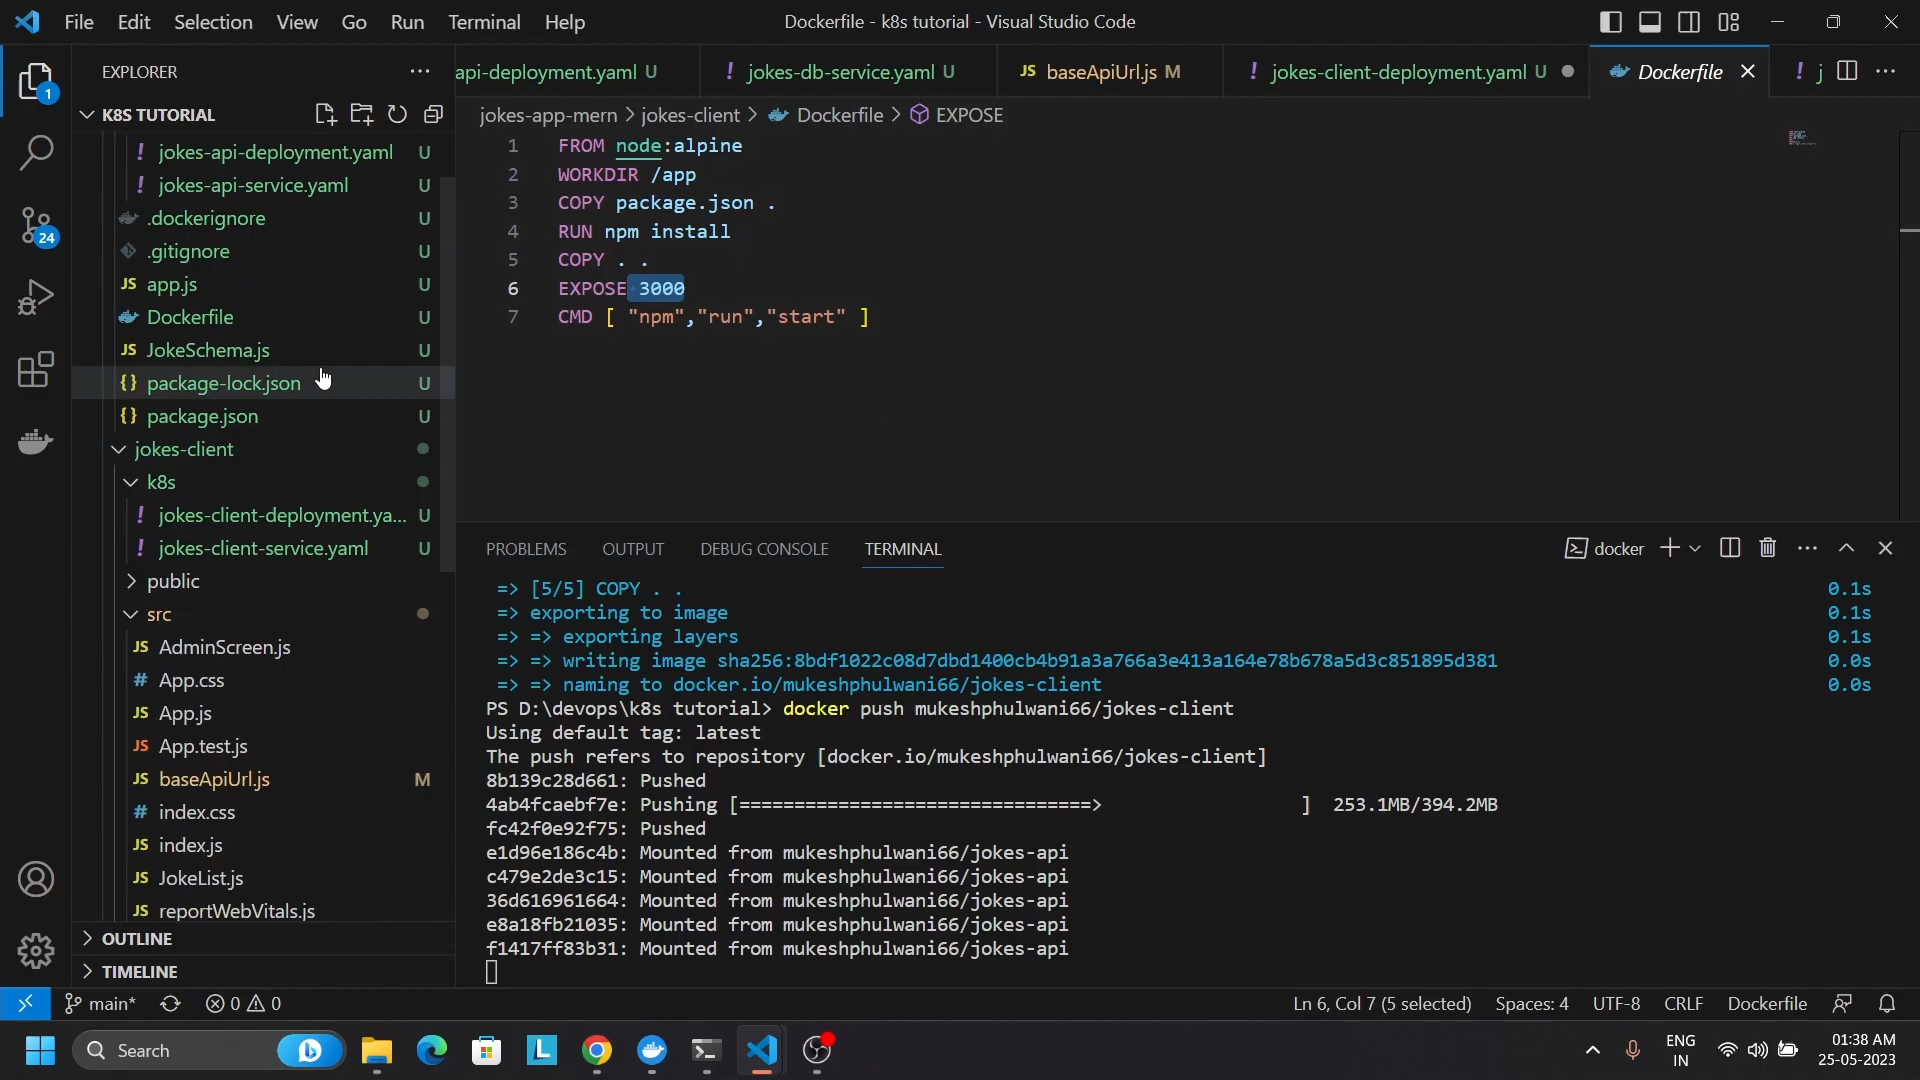 File Edit Selection View Go Run Terminal Help
Dockerfile - k8s tutorial - Visual Studio Code
EXPLORER
1
K8S TUTORIAL
jokes-api-deployment.yaml U
jokes-api-service.yaml U
.dockerignore U
.gitignore U
24
app.js U
Dockerfile U
JokeSchema.js U
package-lock.json U
package.json U
jokes-client
k8s
jokes-client-deployment.ya... U
jokes-client-service.yaml U
public
src
AdminScreen.js
App.css
App.js
App.test.js
baseApiUrl.js M
index.css
index.js
JokeList.js
reportWebVitals.js
OUTLINE
TIMELINE
api-deployment.yaml U ! jokes-db-service.yaml U JS baseApiUrl.js M ! jokes-client-deployment.yaml U Dockerfile ! j
jokes-app-mern > jokes-client > Dockerfile > EXPOSE
1 FROM node:alpine
2 WORKDIR /app
3 COPY package.json .
4 RUN npm install
5 COPY . .
6 EXPOSE 3000
7 CMD [ "npm","run","start" ]
PROBLEMS OUTPUT DEBUG CONSOLE TERMINAL
docker
=> [5/5] COPY . . 0.1s
=> exporting to image 0.1s
=> => exporting layers 0.1s
=> => writing image sha256:8bdf1022c08d7dbd1400cb4b91a3a766a3e413a164e78b678a5d3c851895d381 0.0s
=> => naming to docker.io/mukeshphulwani66/jokes-client 0.0s
PS D:\devops\k8s tutorial> docker push mukeshphulwani66/jokes-client
Using default tag: latest
The push refers to repository [docker.io/mukeshphulwani66/jokes-client]
8b139c28d661: Pushed
4ab4fcaebf7e: Pushing [================================> ] 253.1MB/394.2MB
fc42f0e92f75: Pushed
e1d96e186c4b: Mounted from mukeshphulwani66/jokes-api
c479e2de3c15: Mounted from mukeshphulwani66/jokes-api
36d616961664: Mounted from mukeshphulwani66/jokes-api
e8a18fb21035: Mounted from mukeshphulwani66/jokes-api
f1417ff83b31: Mounted from mukeshphulwani66/jokes-api
main* 0 0
Ln 6, Col 7 (5 selected) Spaces: 4 UTF-8 CRLF Dockerfile
Search
ENG
IN
01:38 AM
25-05-2023